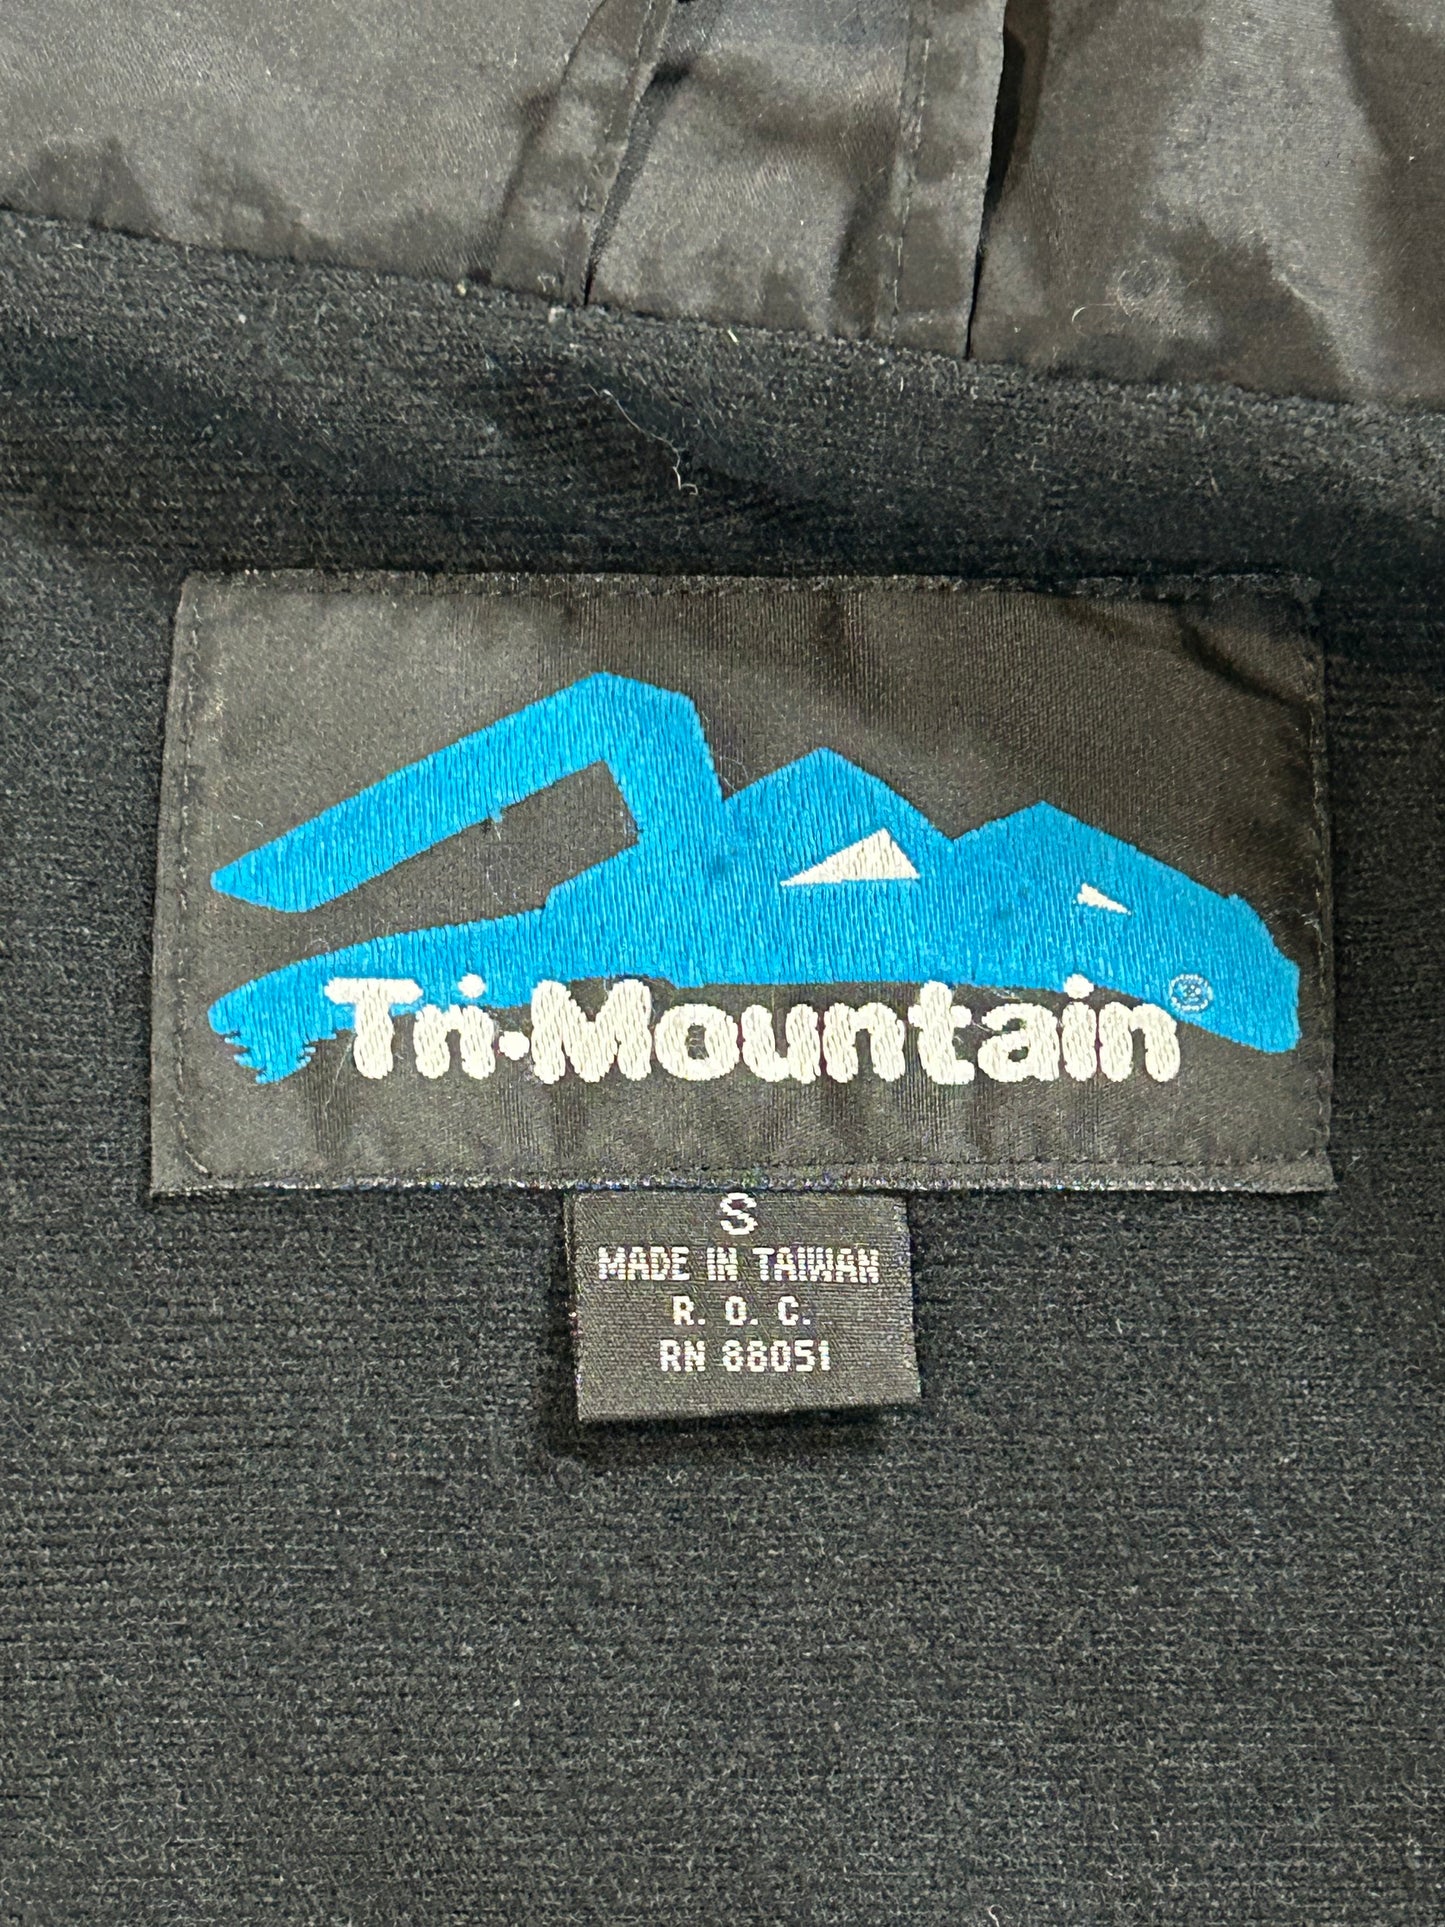 Tri-Mountain®
S
MADE IN TAIWAN
R. O. C.
RN 88051